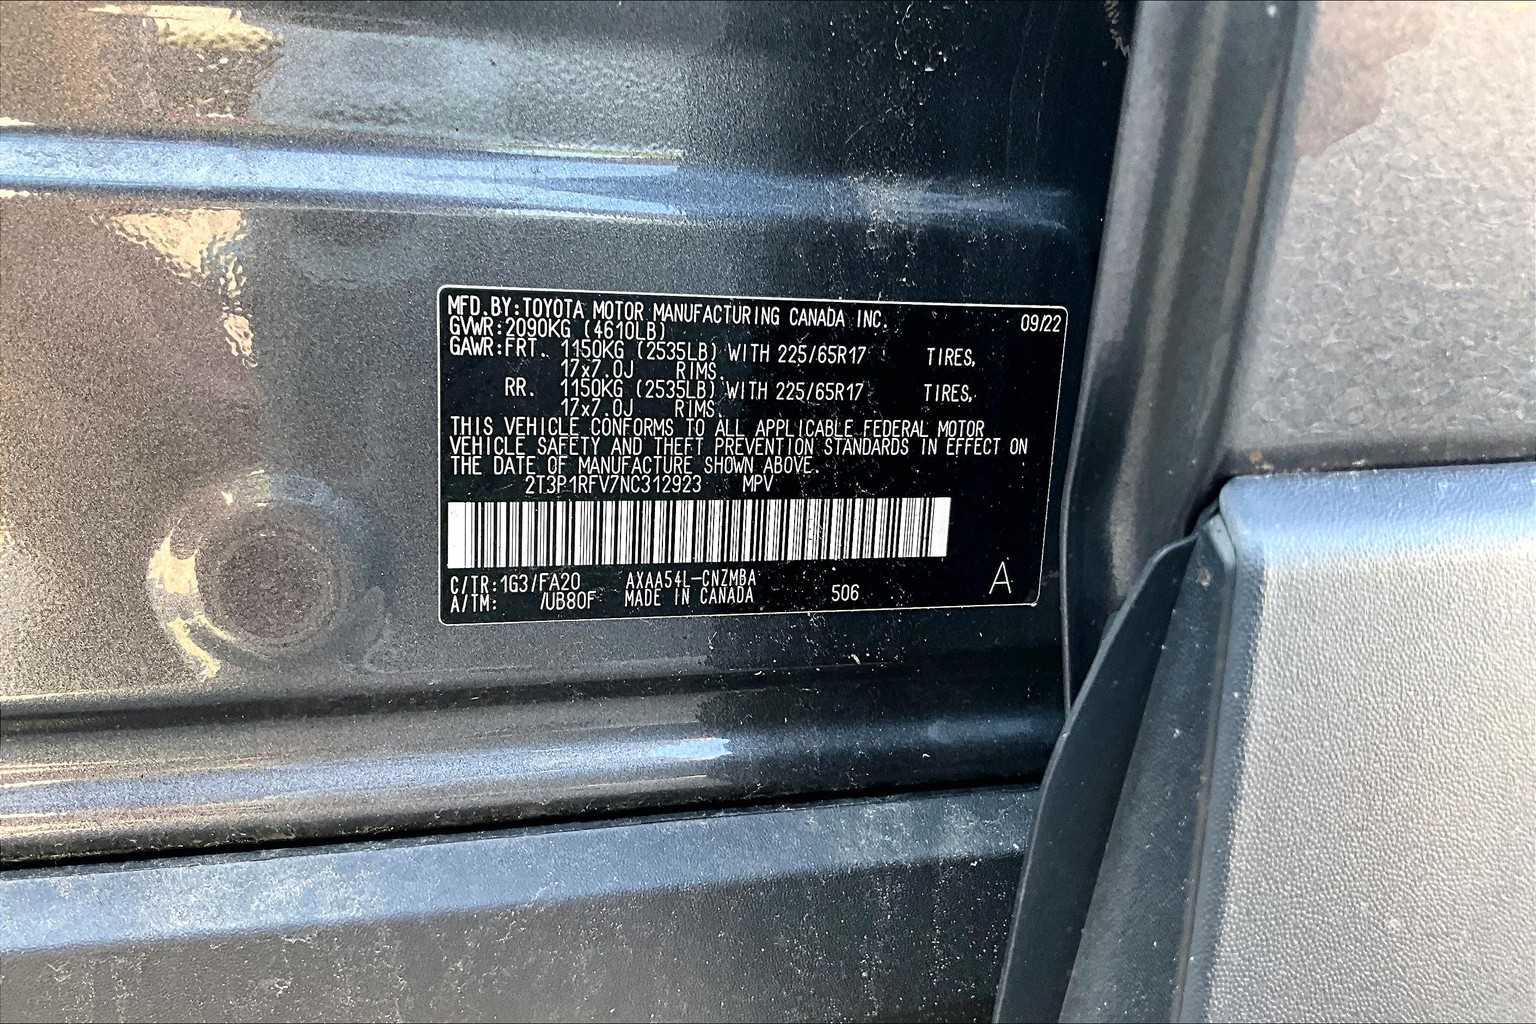 MFD.BY:TOYOTA MOTOR MANUFACTURING CANADA INC. 09/22
GVWR:2090KG (4610LB)
GAWR:FRT. 1150KG (2535LB) WITH 225/65R17 TIRES,
17x7.0J RIMS.
RR. 1150KG (2535LB) WITH 225/65R17 TIRES,
17x7.0J RIMS.
THIS VEHICLE CONFORMS TO ALL APPLICABLE FEDERAL MOTOR
VEHICLE SAFETY AND THEFT PREVENTION STANDARDS IN EFFECT ON
THE DATE OF MANUFACTURE SHOWN ABOVE.
2T3P1RFV7NC312923 MPV
C/TR:1G3/FA20 AXAA54L-CNZMBA
A/TM: /UB80F MADE IN CANADA 506 A